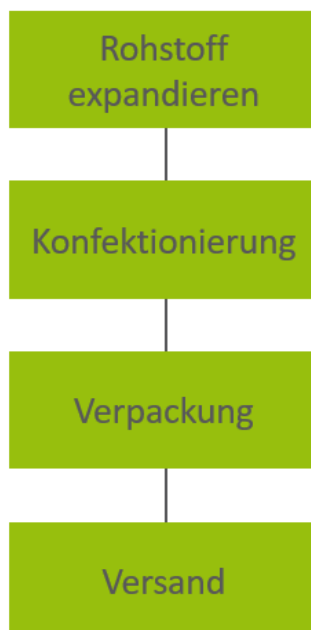 Rohstoff
expandieren
Konfektionierung
Verpackung
Versand